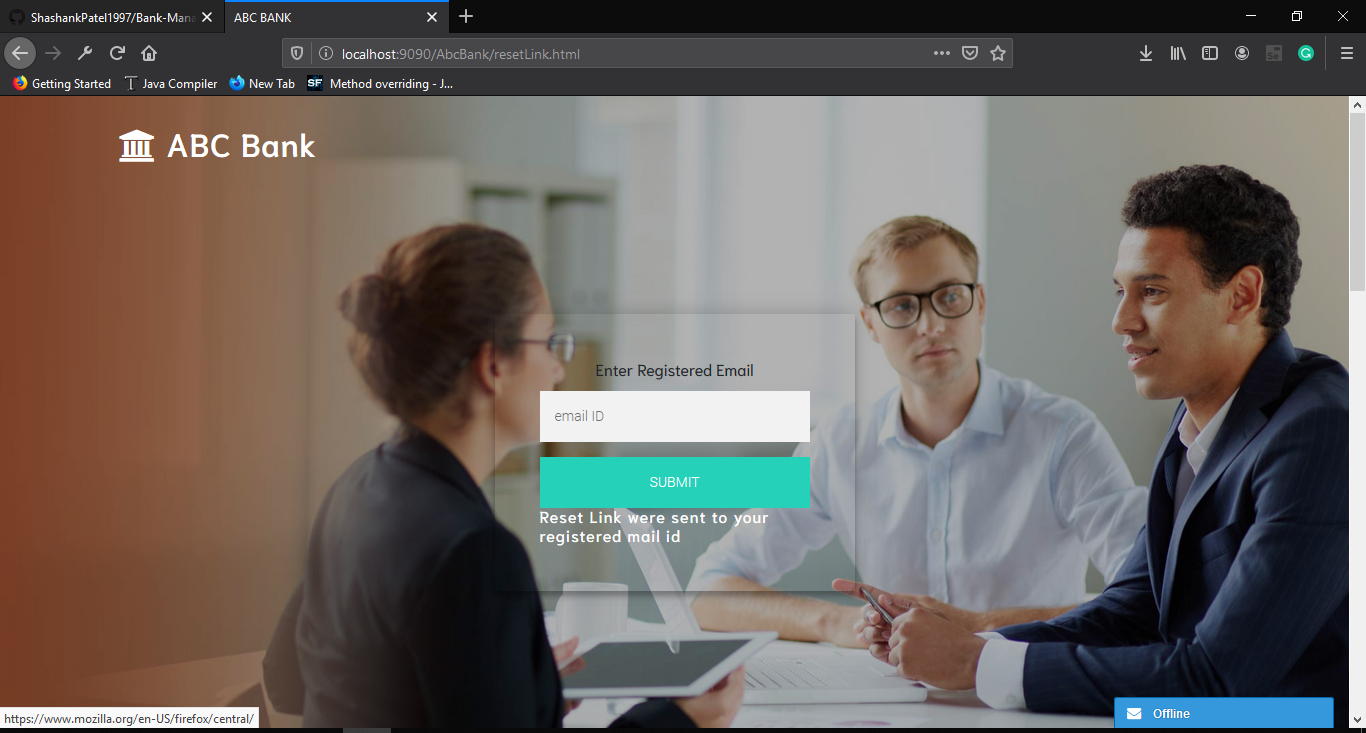 ShashankPatel1997/Bank-Mana
ABC BANK
localhost:9090/AbcBank/resetLink.html
Getting Started
Java Compiler
New Tab
SF
Method overriding - J...
ABC Bank
Enter Registered Email
email ID
SUBMIT
Reset Link were sent to your
registered mail id
https://www.mozilla.org/en-US/firefox/central/
Offline